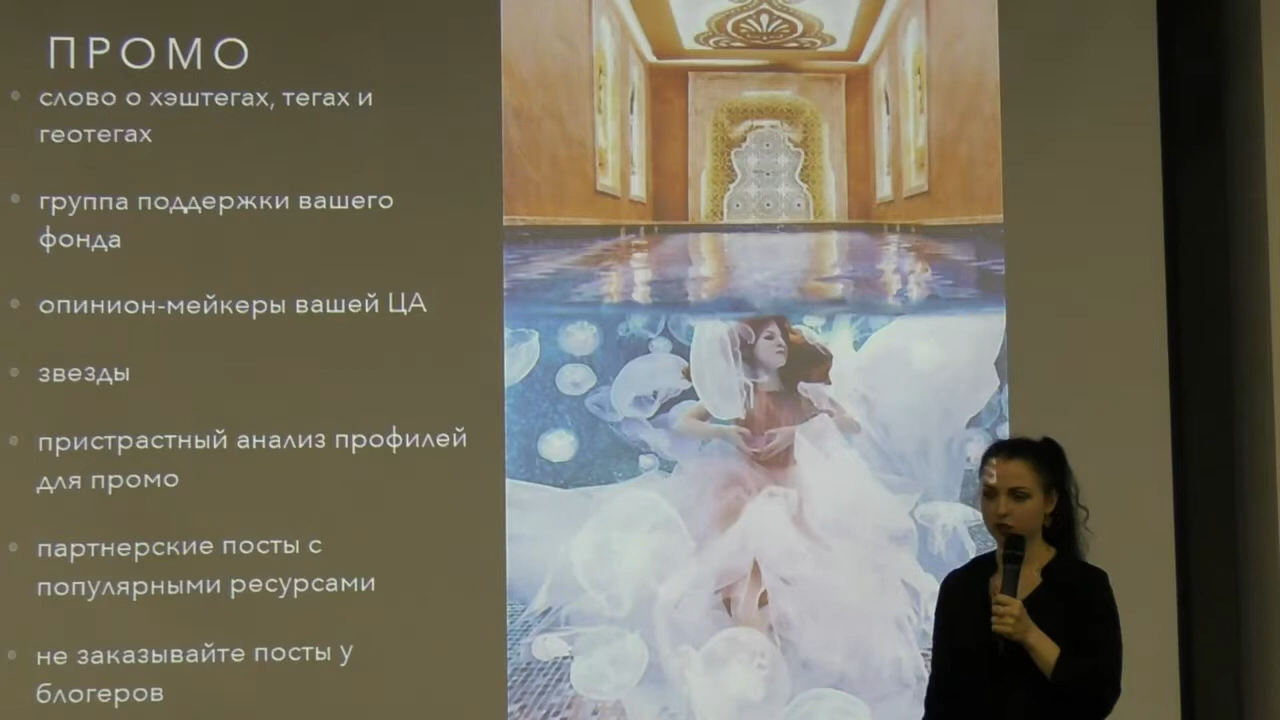 ПРОМО
слово о хэштегах, тегах и
геотегах
группа поддержки вашего
фонда
опинион-мейкеры вашей ЦА
звезды
пристрастный анализ профилей
для промо
партнерские посты с
популярными ресурсами
не заказывайте посты у
блогеров